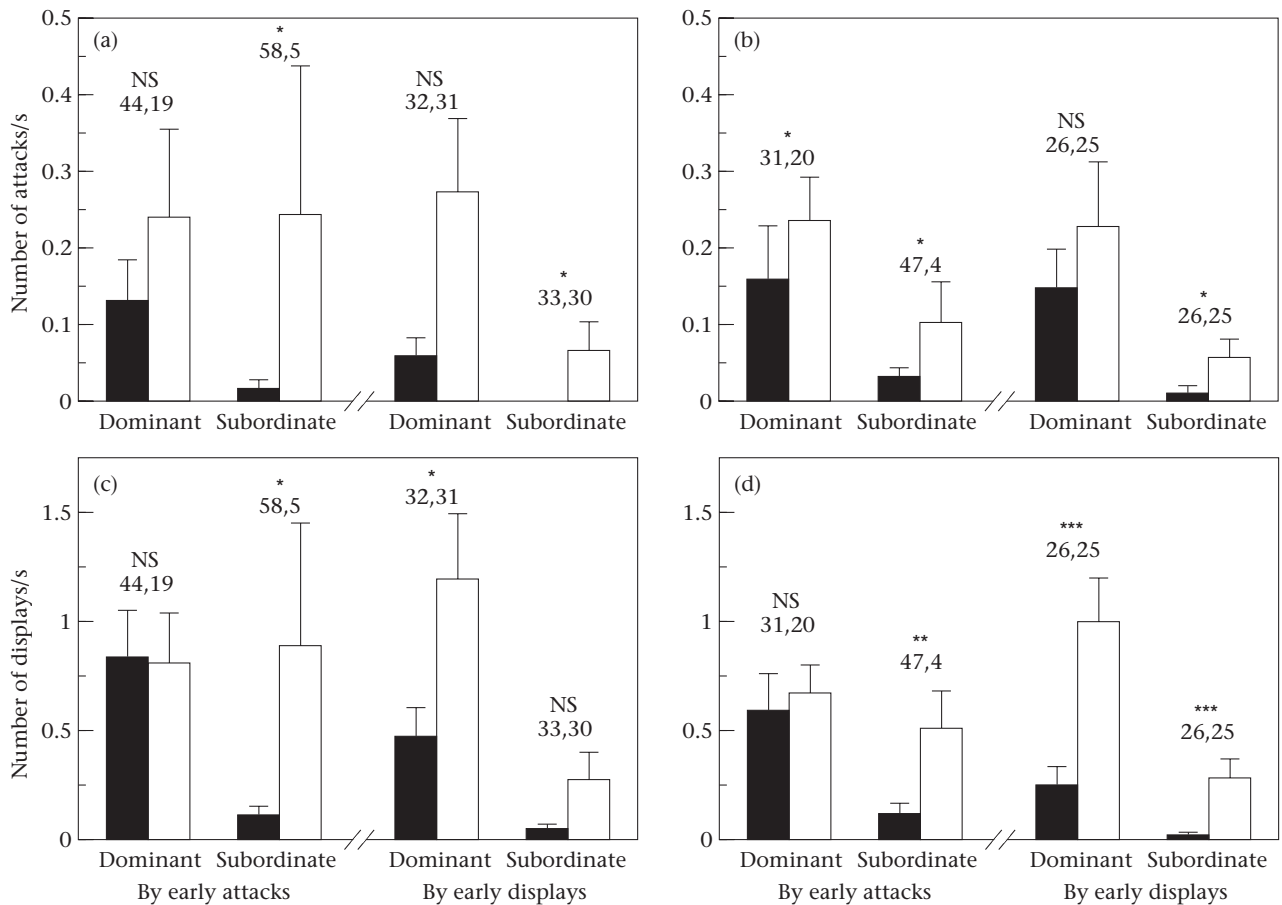 Number of attacks/s
0.5
0.4
0.3
0.2
0.1
0
(a)
NS
44,19
*
58,5
NS
32,31
*
33,30
Dominant Subordinate Dominant Subordinate
0.5
0.4
0.3
0.2
0.1
0
(b)
*
31,20
*
47,4
NS
26,25
*
26,25
Dominant Subordinate Dominant Subordinate
Number of displays/s
1.5
1
0.5
0
(c)
NS
44,19
*
58,5
*
32,31
NS
33,30
Dominant Subordinate Dominant Subordinate
By early attacks By early displays
1.5
1
0.5
0
(d)
NS
31,20
**
47,4
***
26,25
***
26,25
Dominant Subordinate Dominant Subordinate
By early attacks By early displays